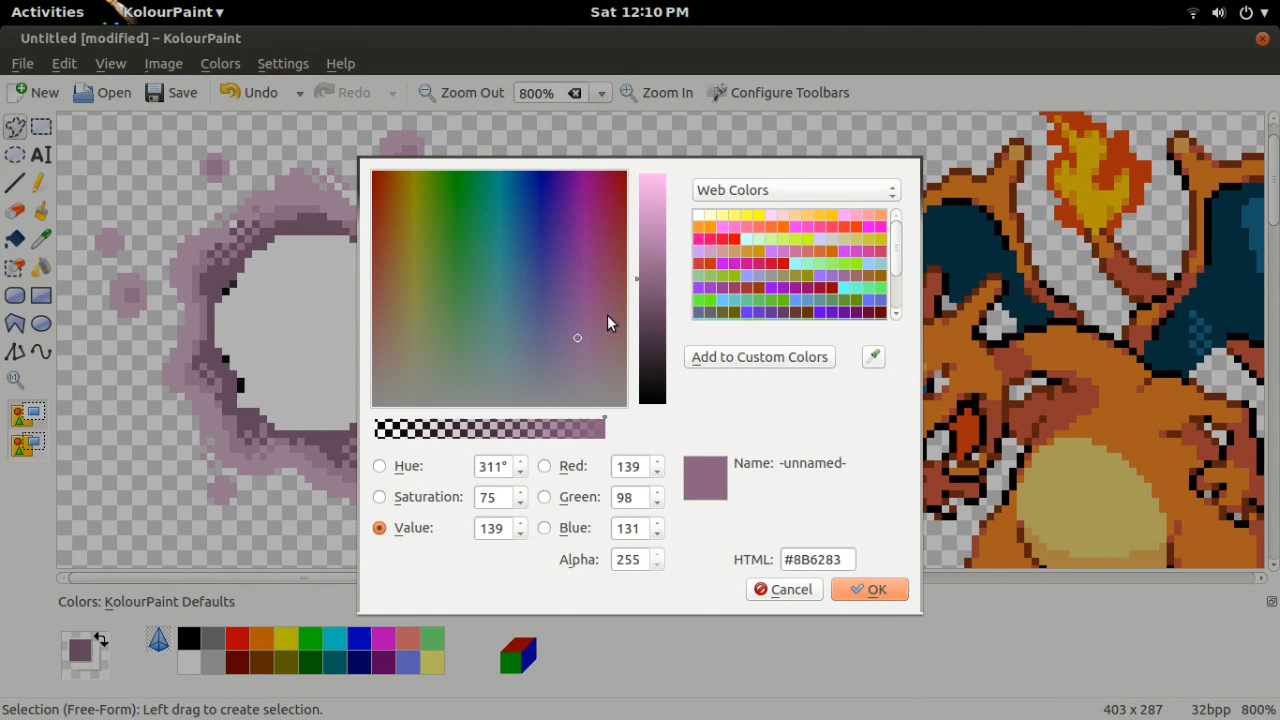 Activities KolourPaint ▾ Sat 12:10 PM
Untitled [modified] – KolourPaint
File Edit View Image Colors Settings Help
New Open Save Undo Redo Zoom Out 800% Zoom In Configure Toolbars
AI
Web Colors
Add to Custom Colors
Hue: 311° Red: 139 Name: -unnamed-
Saturation: 75 Green: 98
Value: 139 Blue: 131
Alpha: 255 HTML: #8B6283
Cancel OK
Colors: KolourPaint Defaults
Selection (Free-Form): Left drag to create selection. 403 x 287 32bpp 800%